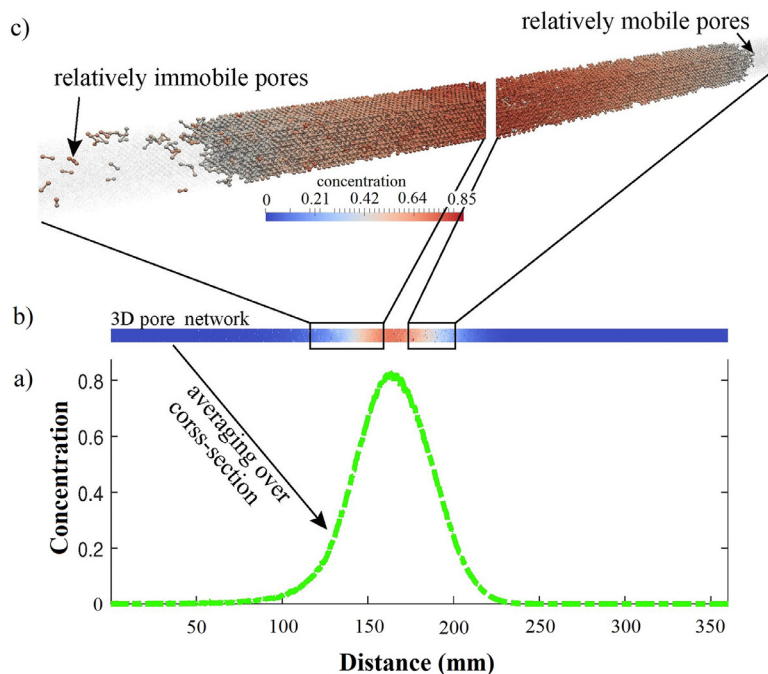 c)
relatively mobile pores
relatively immobile pores
concentration
0 0.21 0.42 0.64 0.85
b)
3D pore network
a)
averaging over
corss-section
Concentration
0.8
0.6
0.4
0.2
0
50 100 150 200 250 300 350
Distance (mm)